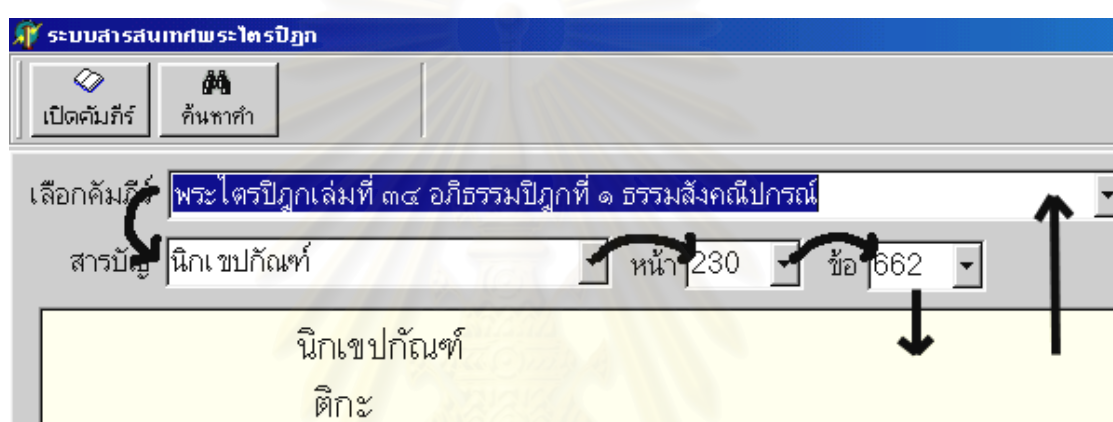 ระบบสารสนเทศพระไตรปิฎก
เปิดคัมภีร์ ค้นหาคำ
เลือกคัมภีร์ พระไตรปิฎกเล่มที่ ๓๔ อภิธรรมปิฎกที่ ๑ ธรรมสังคณีปกรณ์
สารบัญ นิกเขปกัณฑ์ หน้า 230 ข้อ 662
นิกเขปกัณฑ์
ติกะ